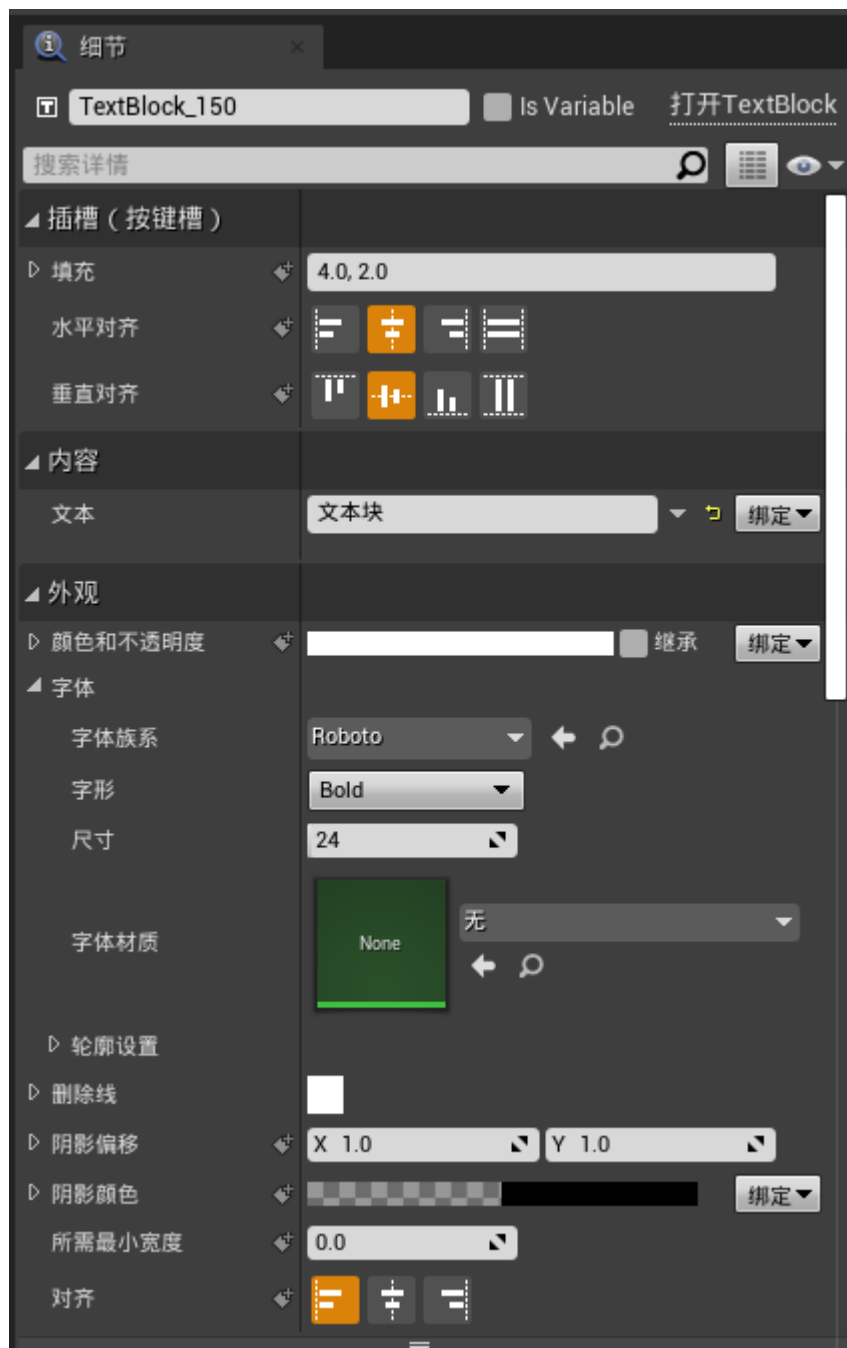 细节
TextBlock_150
Is Variable
打开TextBlock
搜索详情
插槽（按键槽）
填充
4.0, 2.0
水平对齐
垂直对齐
内容
文本
文本块
绑定
外观
颜色和不透明度
继承
绑定
字体
字体族系
Roboto
字形
Bold
尺寸
24
字体材质
None
无
轮廓设置
删除线
阴影偏移
X 1.0
Y 1.0
阴影颜色
绑定
所需最小宽度
0.0
对齐